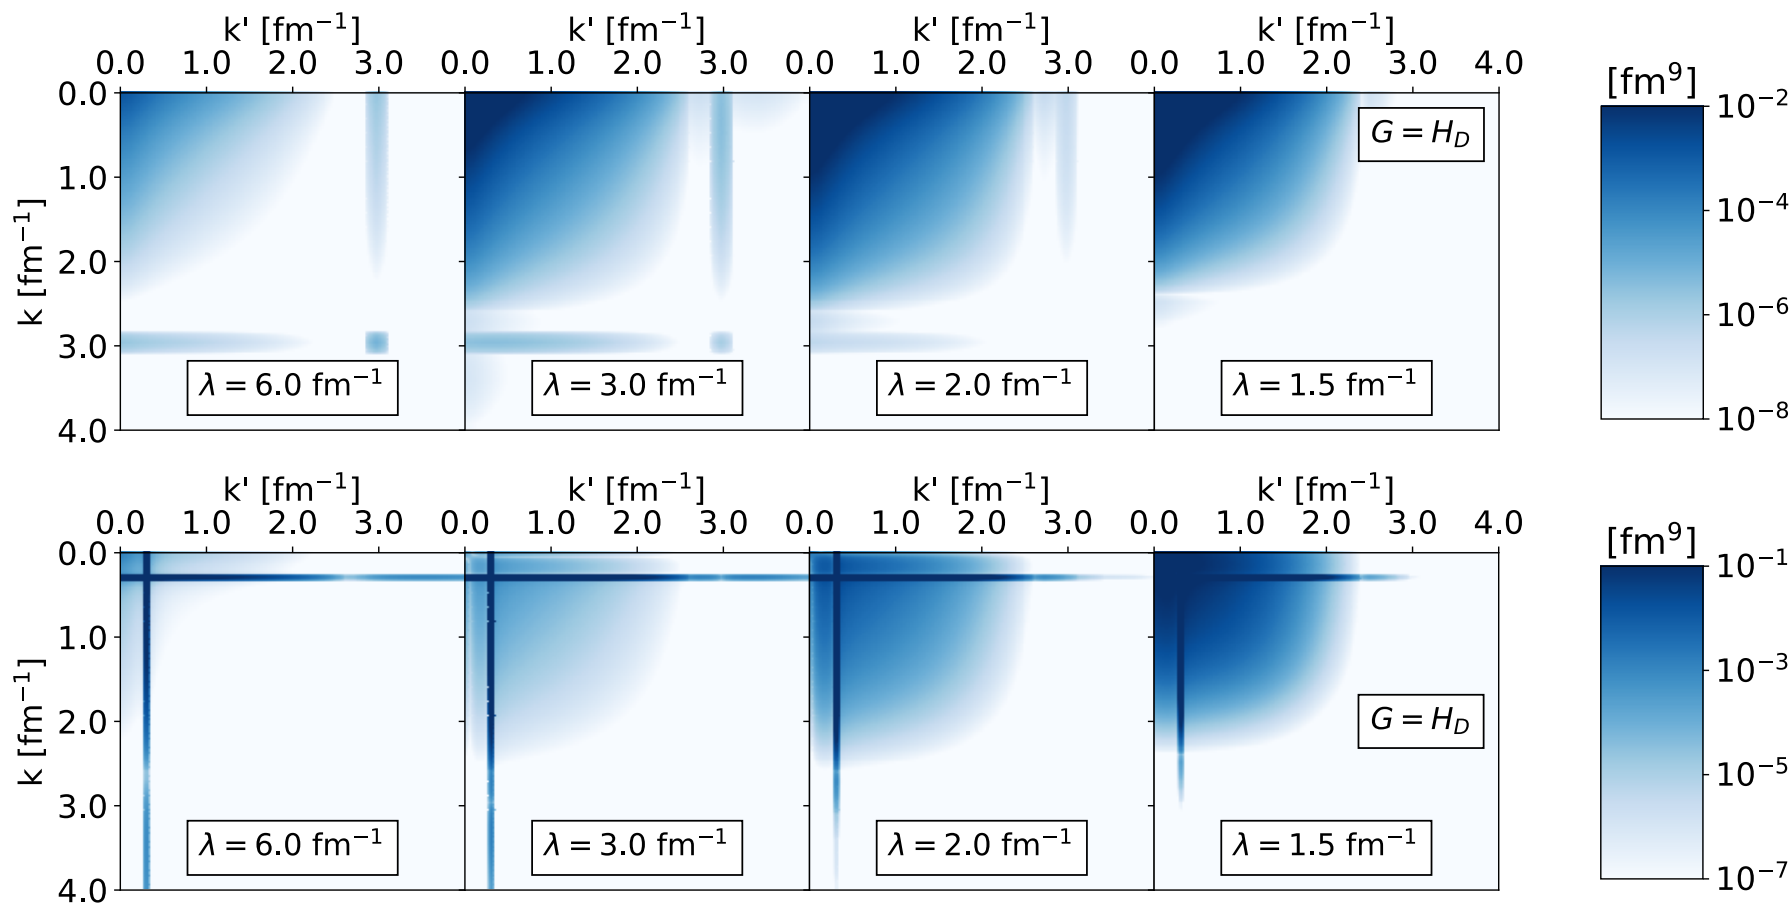 k' [fm⁻¹] k' [fm⁻¹] k' [fm⁻¹] k' [fm⁻¹]
0.0 1.0 2.0 3.0 0.0 1.0 2.0 3.0 0.0 1.0 2.0 3.0 0.0 1.0 2.0 3.0 4.0
[fm⁹]
0.0
1.0
2.0
3.0
4.0
k [fm⁻¹]
G = H_D
λ = 6.0 fm⁻¹ λ = 3.0 fm⁻¹ λ = 2.0 fm⁻¹ λ = 1.5 fm⁻¹
10⁻²
10⁻⁴
10⁻⁶
10⁻⁸
k' [fm⁻¹] k' [fm⁻¹] k' [fm⁻¹] k' [fm⁻¹]
0.0 1.0 2.0 3.0 0.0 1.0 2.0 3.0 0.0 1.0 2.0 3.0 0.0 1.0 2.0 3.0 4.0
[fm⁹]
0.0
1.0
2.0
3.0
4.0
k [fm⁻¹]
G = H_D
λ = 6.0 fm⁻¹ λ = 3.0 fm⁻¹ λ = 2.0 fm⁻¹ λ = 1.5 fm⁻¹
10⁻¹
10⁻³
10⁻⁵
10⁻⁷